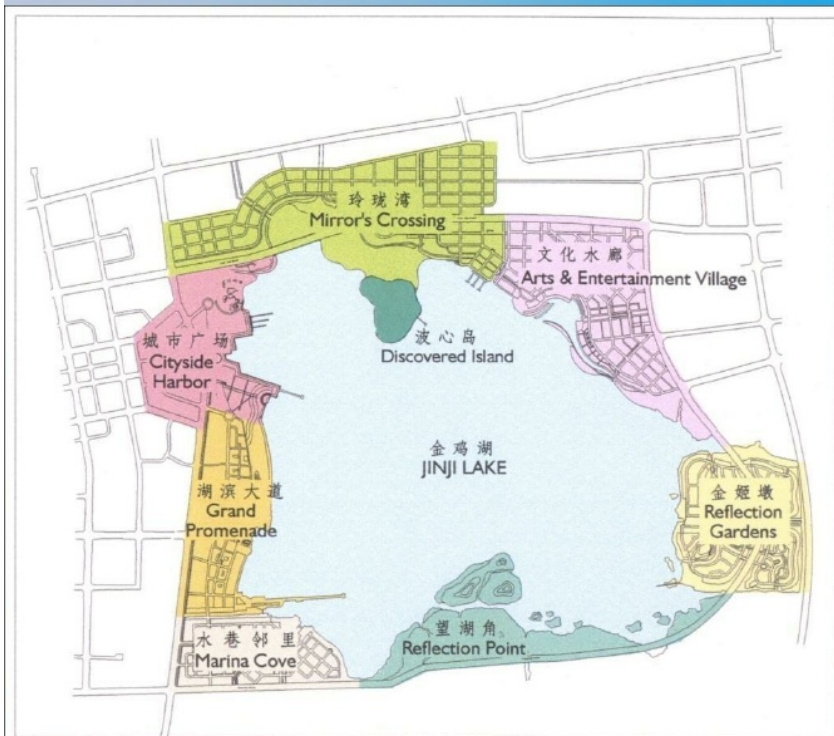 玲珑湾
Mirror's Crossing
文化水廊
Arts & Entertainment Village
城市广场
Cityside
Harbor
波心岛
Discovered Island
金鸡湖
JINJI LAKE
湖滨大道
Grand
Promenade
金姬墩
Reflection
Gardens
水巷邻里
Marina Cove
望湖角
Reflection Point